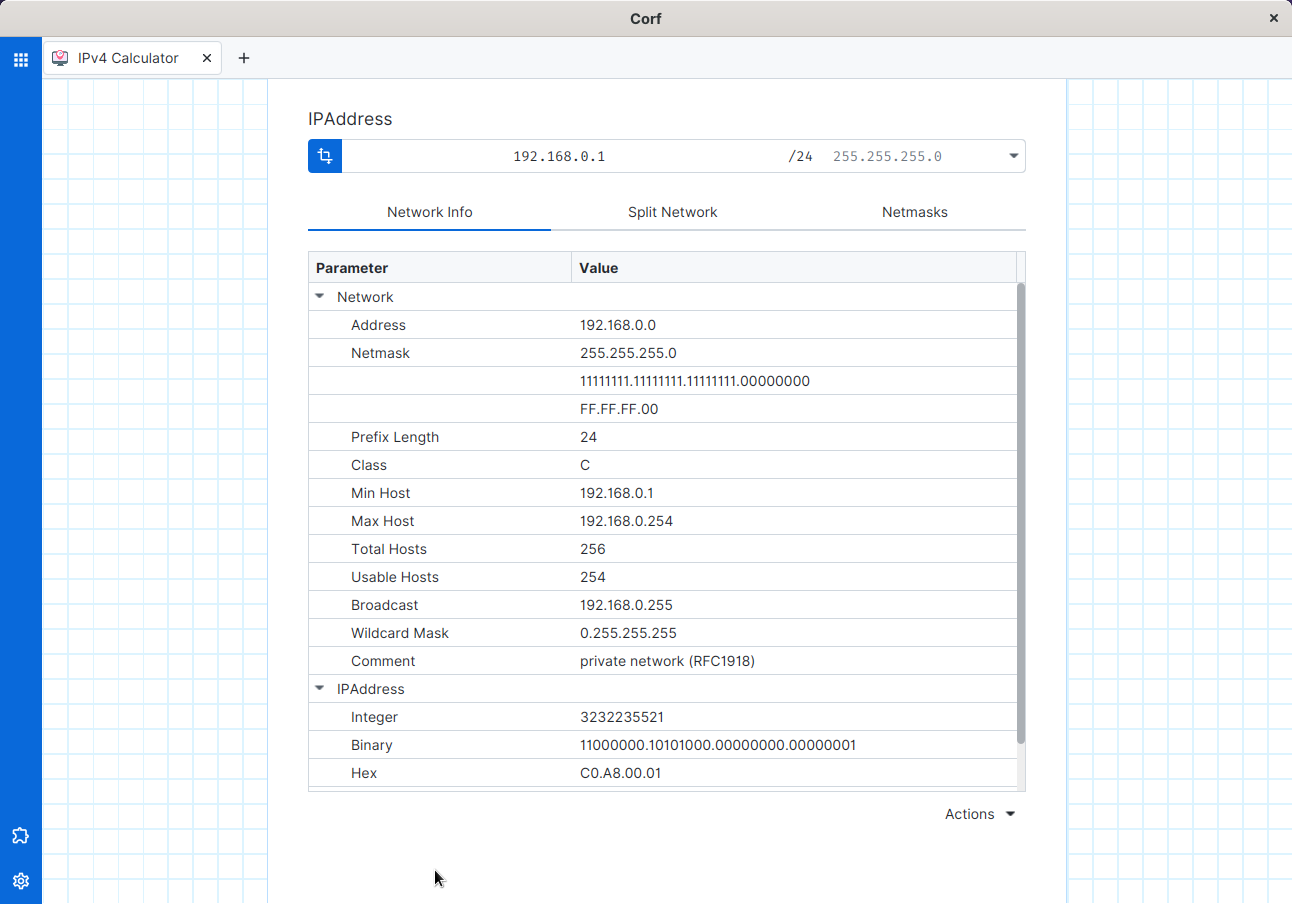 Corf
IPv4 Calculator
IPAddress
192.168.0.1 /24 255.255.255.0
Network Info Split Network Netmasks
Parameter Value
Network
Address 192.168.0.0
Netmask 255.255.255.0
11111111.11111111.11111111.00000000
FF.FF.FF.00
Prefix Length 24
Class C
Min Host 192.168.0.1
Max Host 192.168.0.254
Total Hosts 256
Usable Hosts 254
Broadcast 192.168.0.255
Wildcard Mask 0.255.255.255
Comment private network (RFC1918)
IPAddress
Integer 3232235521
Binary 11000000.10101000.00000000.00000001
Hex C0.A8.00.01
Actions